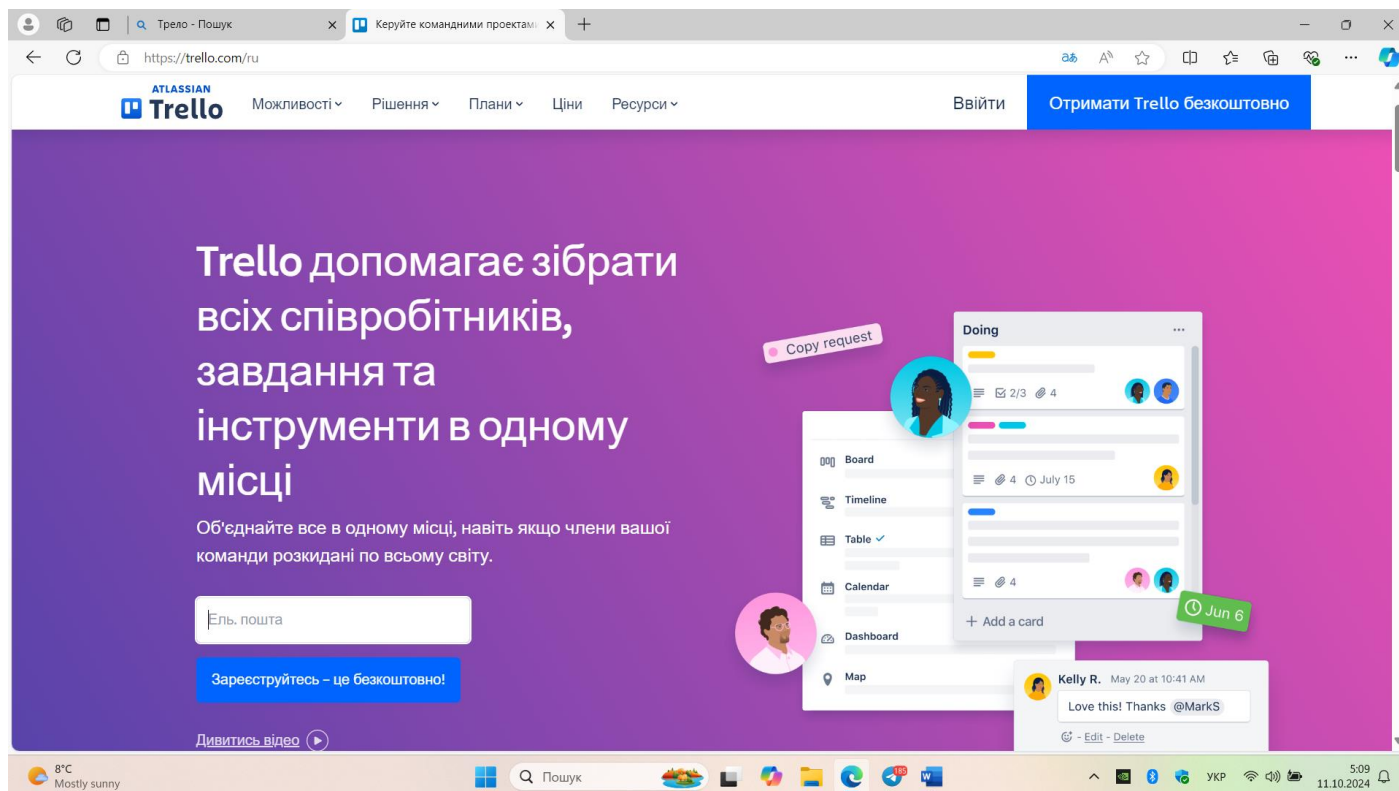 Трело - Пошук
Керуйте командними проектами
https://trello.com/ru
ATLASSIAN
Trello
Можливості
Рішення
Плани
Ціни
Ресурси
Ввійти
Отримати Trello безкоштовно
Trello допомагає зібрати
всіх співробітників,
завдання та
інструменти в одному
місці
Об'єднайте все в одному місці, навіть якщо члени вашої
команди розкидані по всьому світу.
Ель. пошта
Зареєструйтесь – це безкоштовно!
Дивитись відео
Copy request
Doing
2/3
4
4
July 15
4
+ Add a card
Board
Timeline
Table
Calendar
Dashboard
Map
Jun 6
Kelly R. May 20 at 10:41 AM
Love this! Thanks @MarkS
- Edit - Delete
8°C
Mostly sunny
Пошук
185
УКР
5:09
11.10.2024